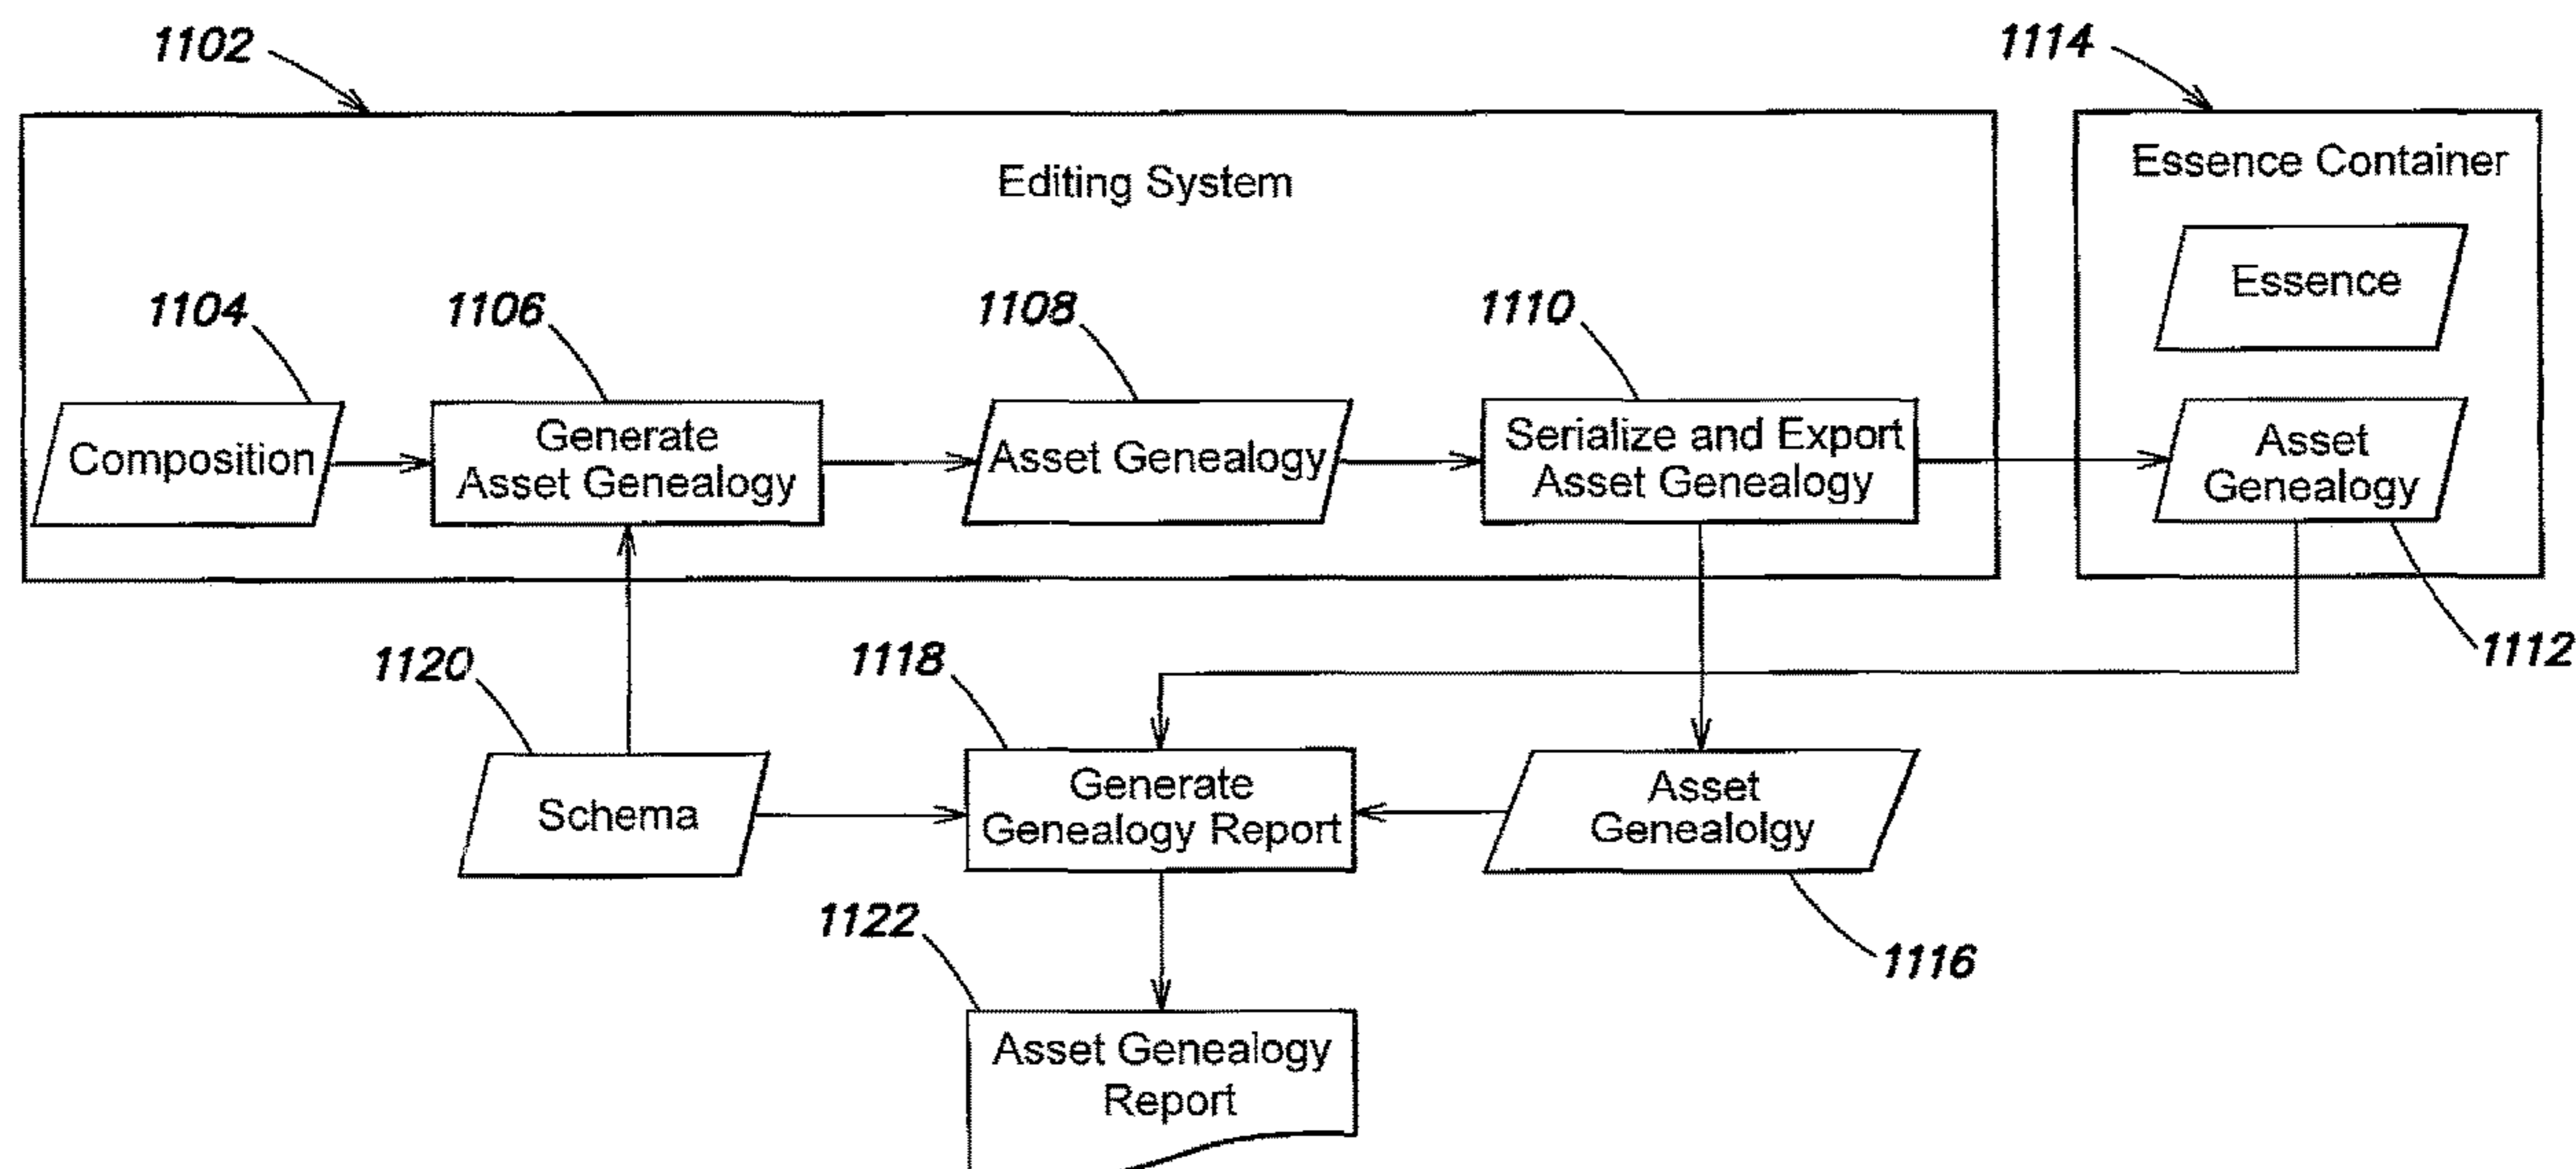 1102
1114
Editing System
Essence Container
Essence
1104
1106
1108
1110
Composition
Generate
Asset Genealogy
Asset Genealogy
Serialize and Export
Asset Genealogy
Asset
Genealogy
1112
1120
1118
Schema
Generate
Genealogy Report
Asset
Genealolgy
1116
1122
Asset Genealogy
Report